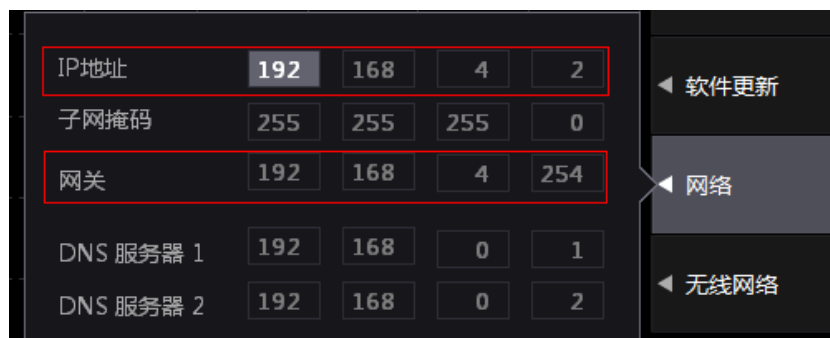 IP地址 192 168 4 2
子网掩码 255 255 255 0
网关 192 168 4 254
DNS 服务器 1 192 168 0 1
DNS 服务器 2 192 168 0 2
软件更新
网络
无线网络